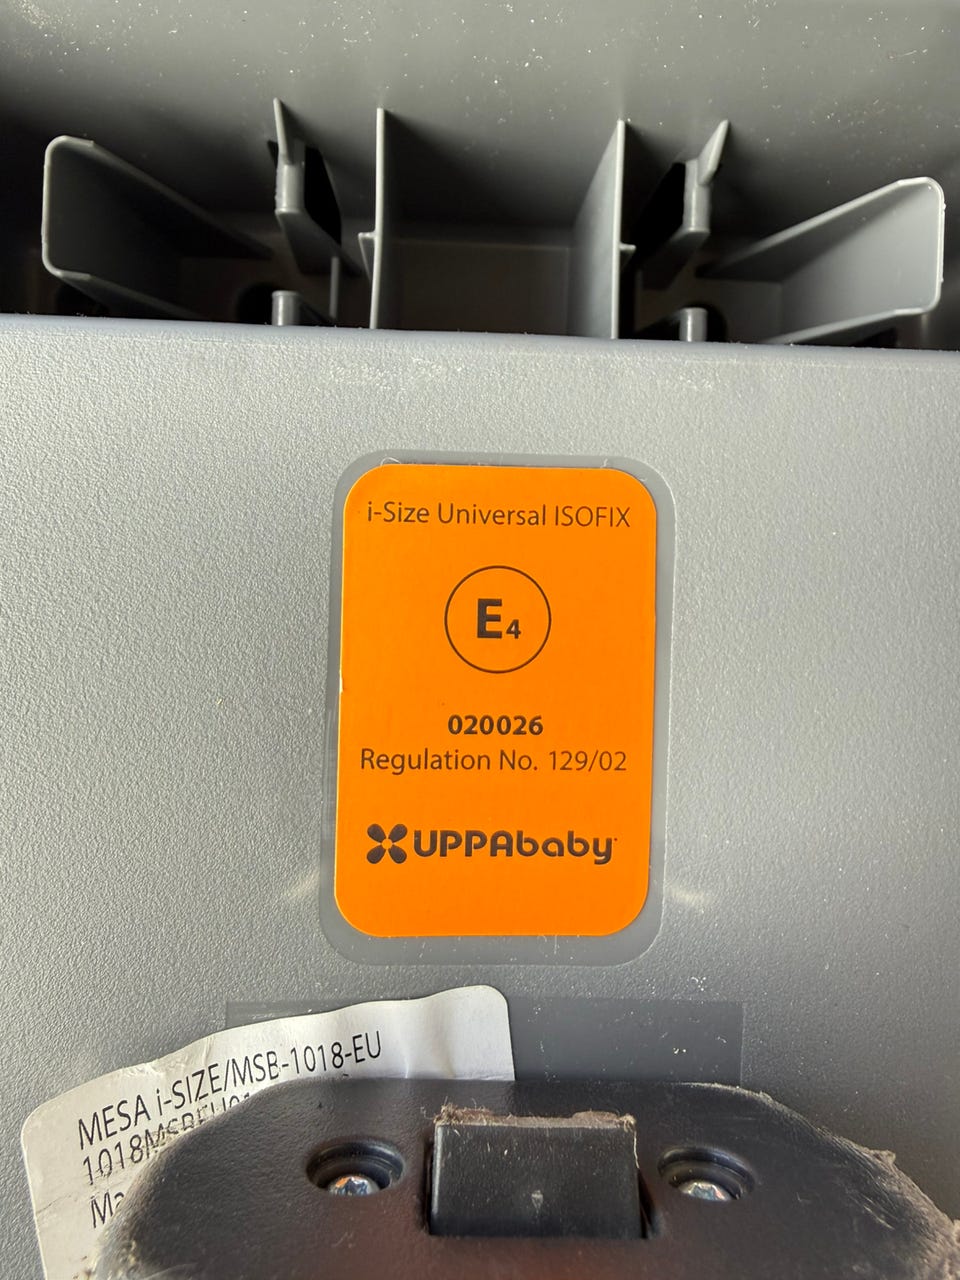 i-Size Universal ISOFIX
E4
020026
Regulation No. 129/02
UPPAbaby
MESA i-SIZE/MSB-1018-EU